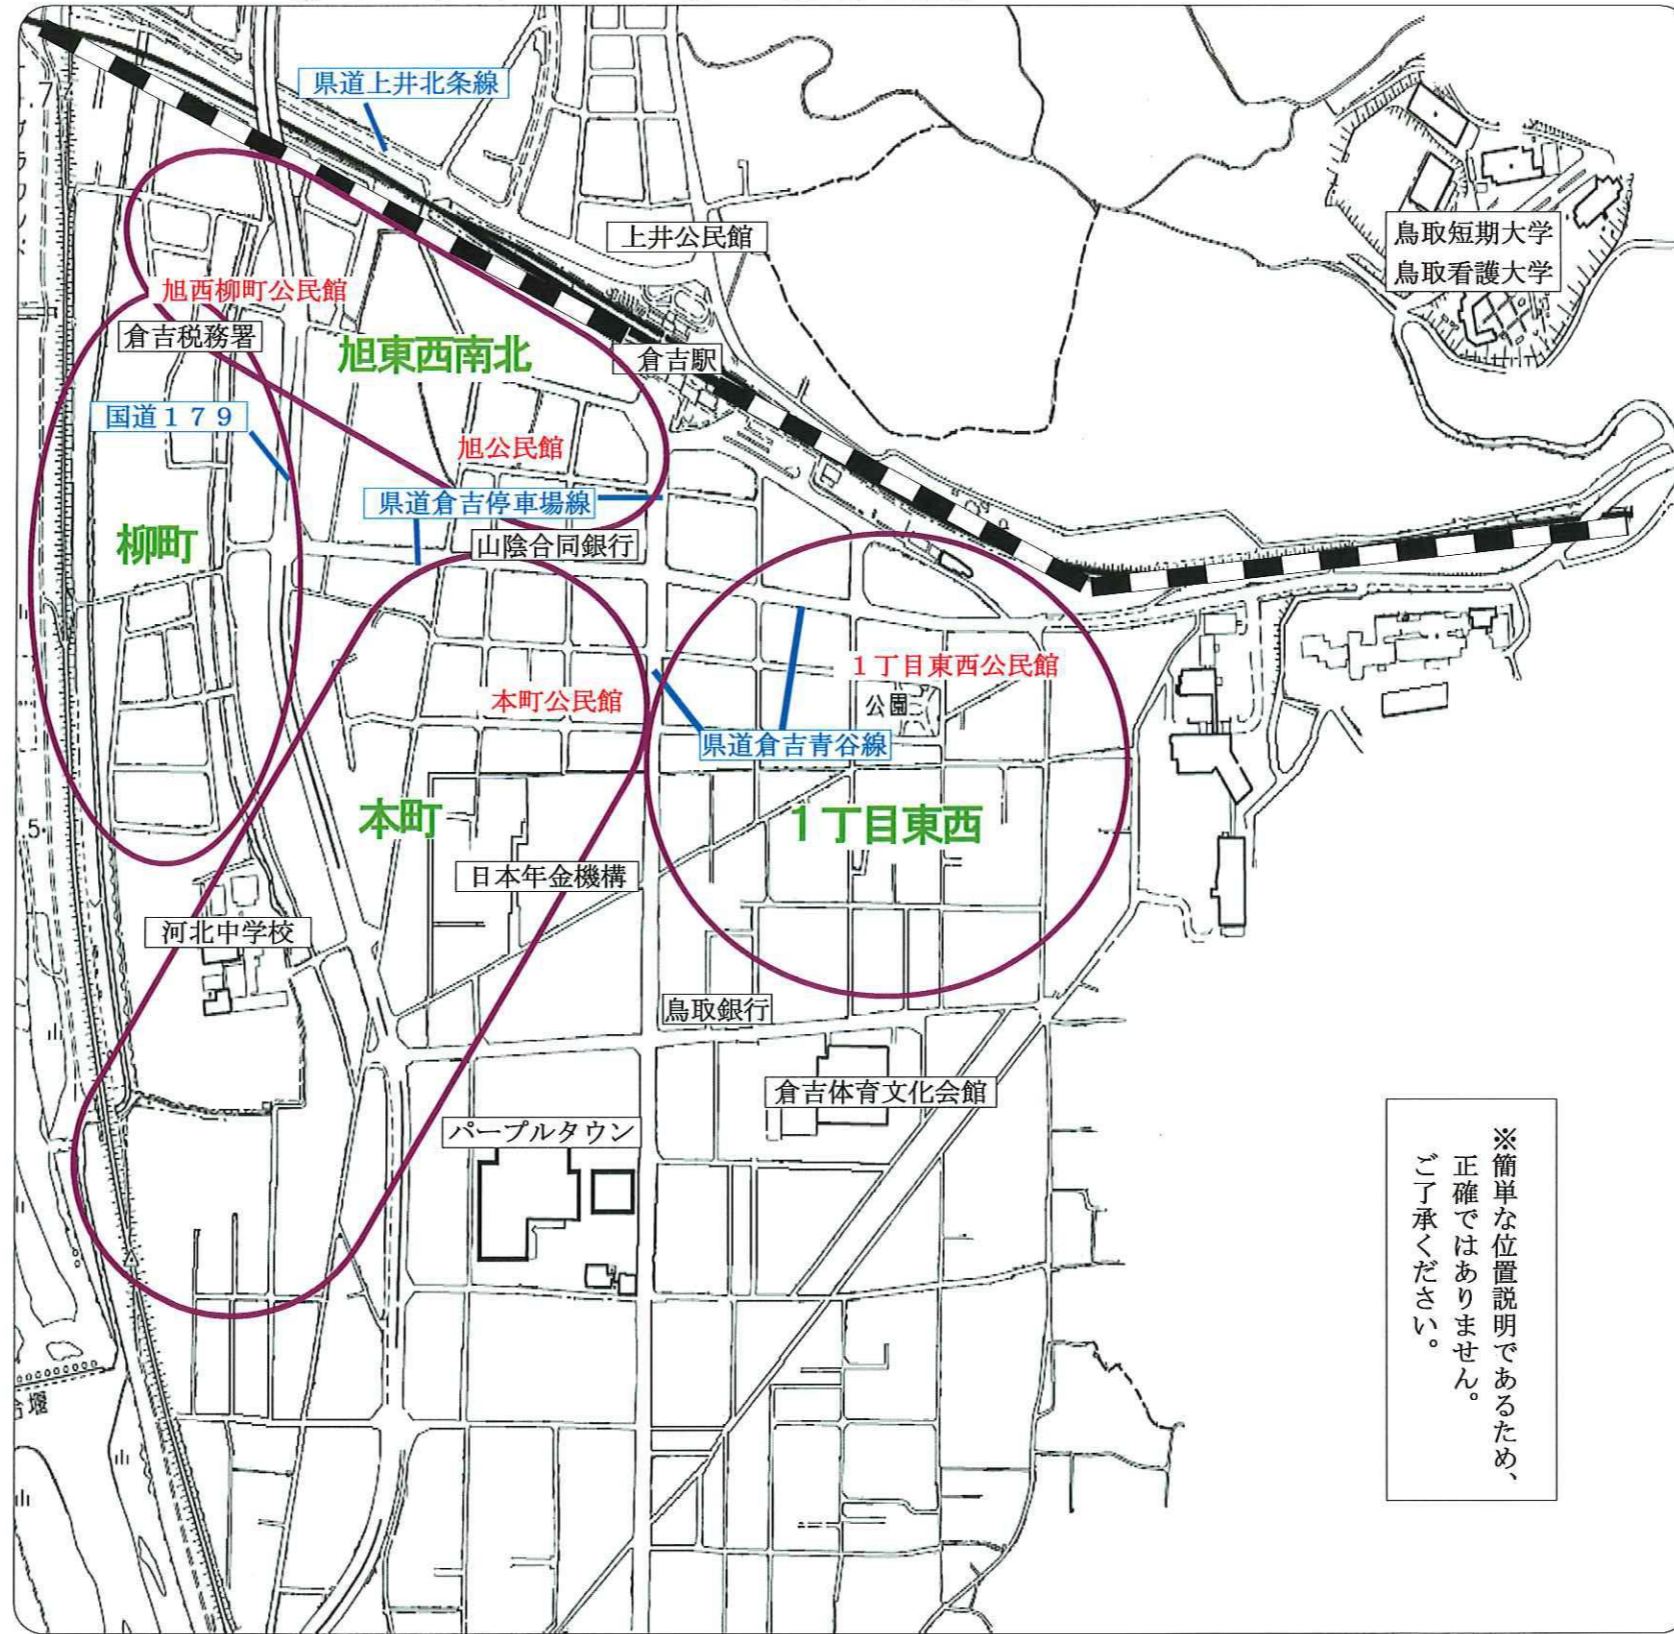 県道上井北条線
上井公民館
鳥取短期大学
鳥取看護大学
旭西柳町公民館
倉吉税務署
旭東西南北
倉吉駅
国道179
旭公民館
県道倉吉停車場線
柳町
山陰合同銀行
1丁目東西公民館
本町公民館
公園
県道倉吉青谷線
本町
1丁目東西
日本年金機構
河北中学校
鳥取銀行
倉吉体育文化会館
パープルタウン
※簡単な位置説明であるため、
正確ではありません。
ご了承ください。